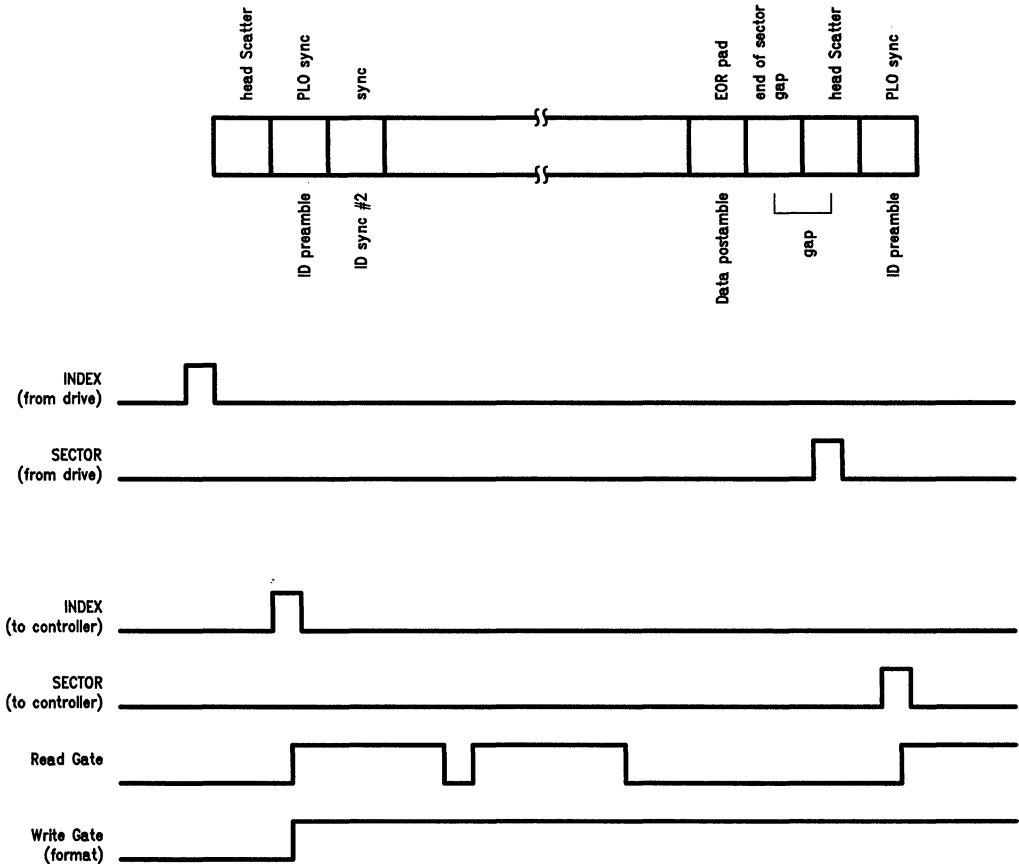 head Scatter
PLO sync
sync
EOR pad
end of sector
gap
head Scatter
PLO sync
ID preamble
ID sync #2
Data postamble
gap
ID preamble
INDEX
(from drive)
SECTOR
(from drive)
INDEX
(to controller)
SECTOR
(to controller)
Read Gate
Write Gate
(format)